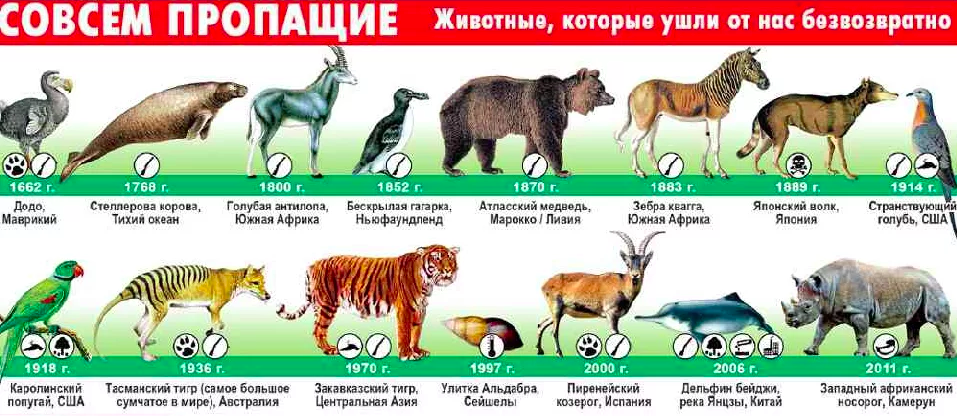 СОВСЕМ ПРОПАЩИЕ
Животные, которые ушли от нас безвозвратно
1662 г.
Додо,
Маврикий
1768 г.
Стеллерова корова,
Тихий океан
1800 г.
Голубая антилопа,
Южная Африка
1852 г.
Бескрылая гагарка,
Ньюфаундленд
1870 г.
Атласский медведь,
Марокко / Ливия
1883 г.
Зебра квагга,
Южная Африка
1889 г.
Японский волк,
Япония
1914 г.
Странствующий
голубь, США
1918 г.
Каролинский
попугай, США
1936 г.
Тасманский тигр (самое большое
сумчатое в мире), Австралия
1970 г.
Закавказский тигр,
Центральная Азия
1997 г.
Улитка Альдабра,
Сейшелы
2000 г.
Пиренейский
козерог, Испания
2006 г.
Дельфин бейджи,
река Янцзы, Китай
2011 г.
Западный африканский
носорог, Камерун